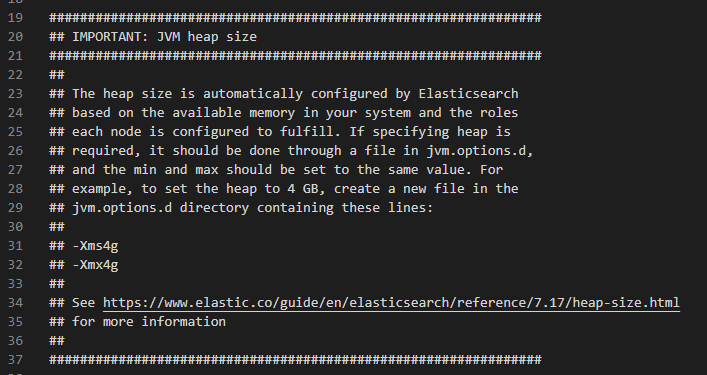 19 ################################################################
20 ## IMPORTANT: JVM heap size
21 ################################################################
22 ##
23 ## The heap size is automatically configured by Elasticsearch
24 ## based on the available memory in your system and the roles
25 ## each node is configured to fulfill. If specifying heap is
26 ## required, it should be done through a file in jvm.options.d,
27 ## and the min and max should be set to the same value. For
28 ## example, to set the heap to 4 GB, create a new file in the
29 ## jvm.options.d directory containing these lines:
30 ##
31 ## -Xms4g
32 ## -Xmx4g
33 ##
34 ## See https://www.elastic.co/guide/en/elasticsearch/reference/7.17/heap-size.html
35 ## for more information
36 ##
37 ################################################################